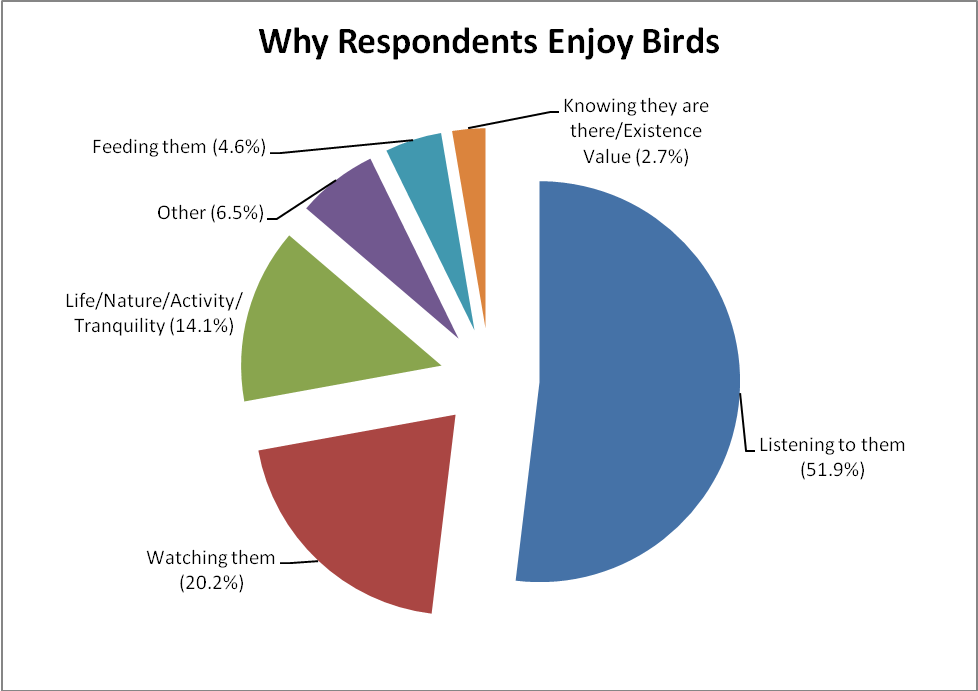 Why Respondents Enjoy Birds
Knowing they are
there/Existence
Value (2.7%)
Feeding them (4.6%)
Other (6.5%)
Life/Nature/Activity/
Tranquility (14.1%)
Listening to them
(51.9%)
Watching them
(20.2%)